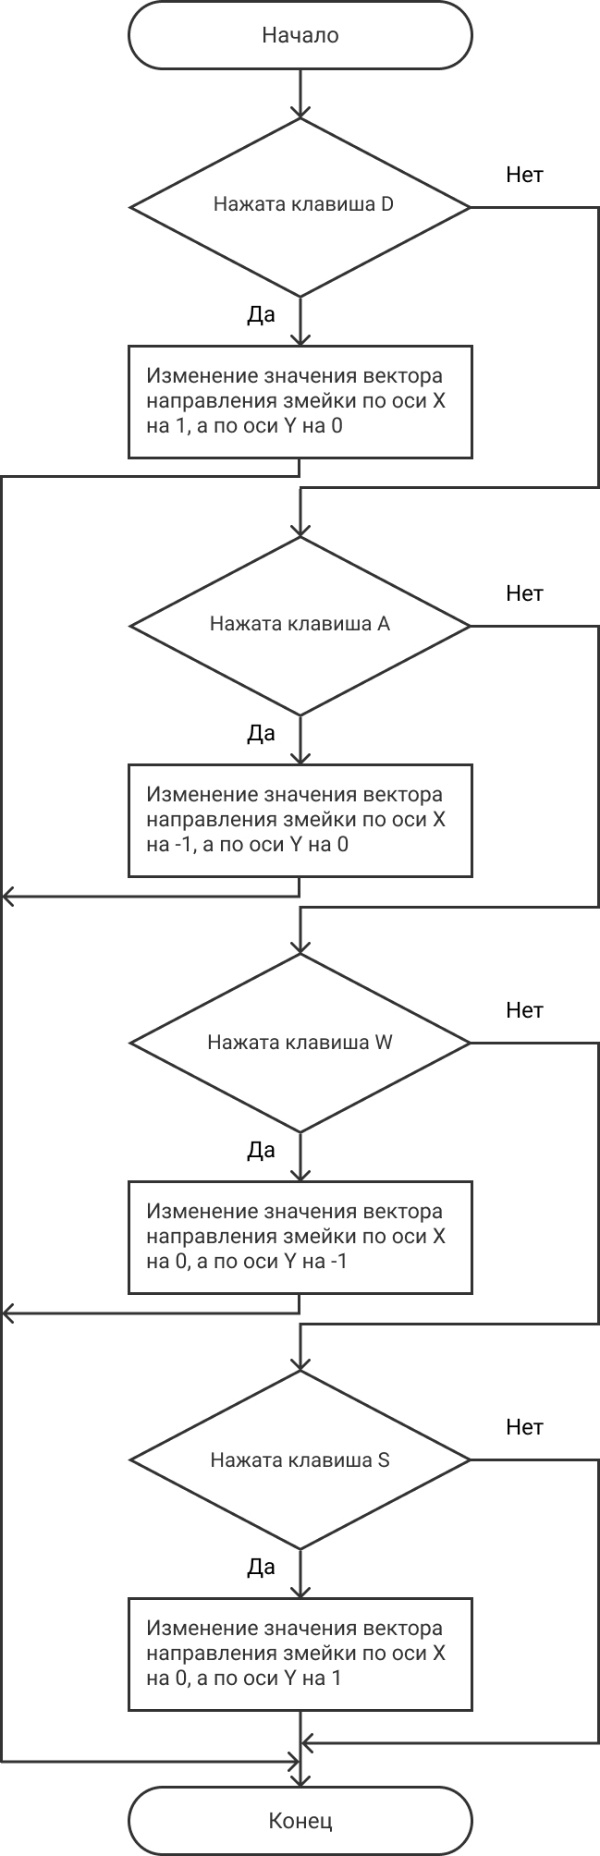 Начало
Нажата клавиша D
Нет
Да
Изменение значения вектора
направления змейки по оси X
на 1, а по оси Y на 0
Нажата клавиша A
Нет
Да
Изменение значения вектора
направления змейки по оси X
на -1, а по оси Y на 0
Нажата клавиша W
Нет
Да
Изменение значения вектора
направления змейки по оси X
на 0, а по оси Y на -1
Нажата клавиша S
Нет
Да
Изменение значения вектора
направления змейки по оси X
на 0, а по оси Y на 1
Конец